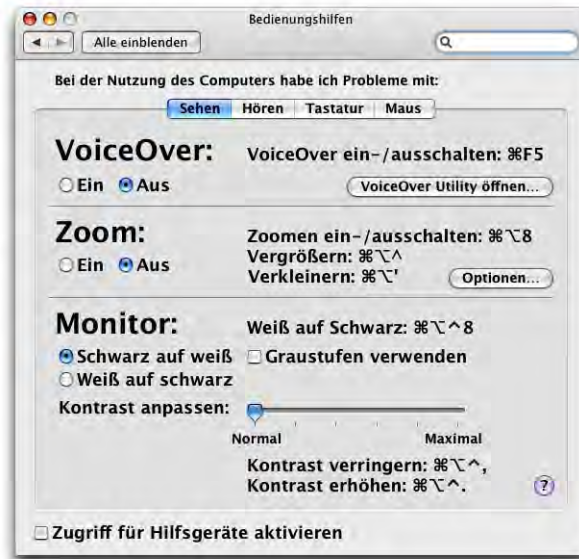 Bedienungshilfen
Alle einblenden
Bei der Nutzung des Computers habe ich Probleme mit:
Sehen Hören Tastatur Maus
VoiceOver: VoiceOver ein-/ausschalten: ⌘F5
Ein Aus VoiceOver Utility öffnen...
Zoom: Zoomen ein-/ausschalten: ⌘⌥8
Ein Aus Vergrößern: ⌘⌥^
Verkleinern: ⌘⌥' Optionen...
Monitor: Weiß auf Schwarz: ⌘⌥^8
Schwarz auf weiß Graustufen verwenden
Weiß auf schwarz
Kontrast anpassen:
Normal Maximal
Kontrast verringern: ⌘⌥^,
Kontrast erhöhen: ⌘⌥^. ?
Zugriff für Hilfsgeräte aktivieren